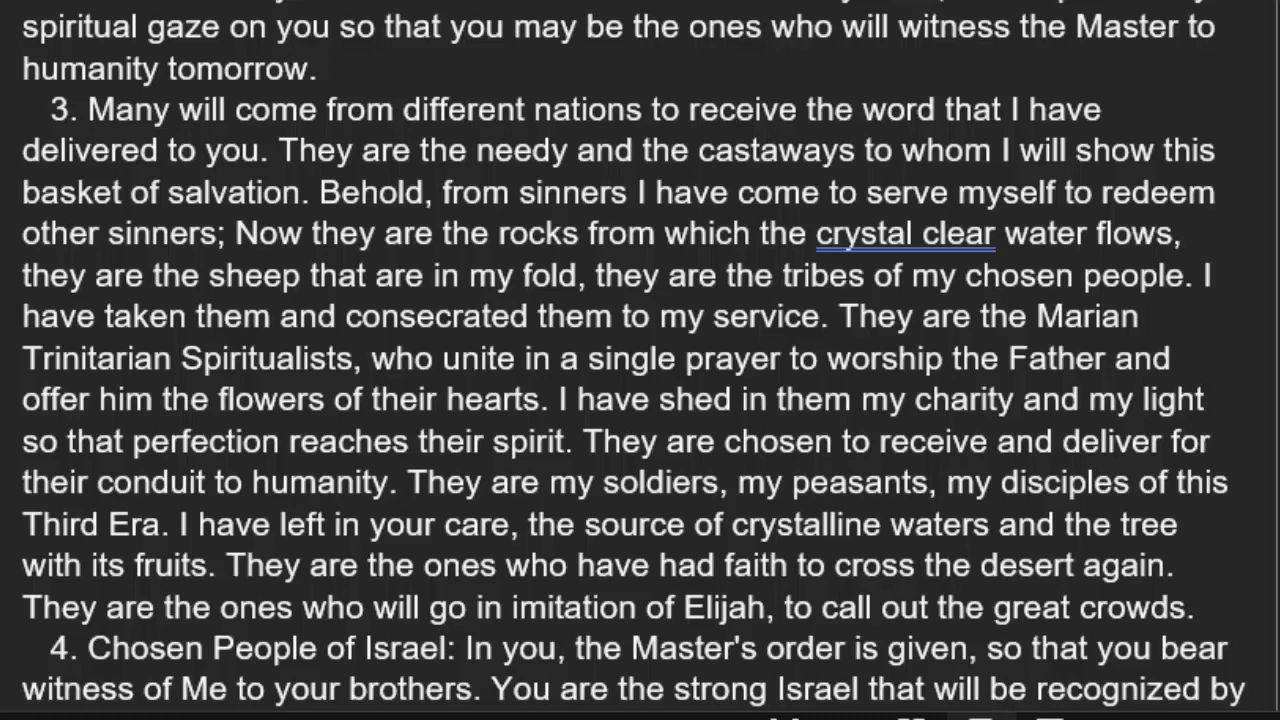 spiritual gaze on you so that you may be the ones who will witness the Master to
humanity tomorrow.
3. Many will come from different nations to receive the word that I have
delivered to you. They are the needy and the castaways to whom I will show this
basket of salvation. Behold, from sinners I have come to serve myself to redeem
other sinners; Now they are the rocks from which the crystal clear water flows,
they are the sheep that are in my fold, they are the tribes of my chosen people. I
have taken them and consecrated them to my service. They are the Marian
Trinitarian Spiritualists, who unite in a single prayer to worship the Father and
offer him the flowers of their hearts. I have shed in them my charity and my light
so that perfection reaches their spirit. They are chosen to receive and deliver for
their conduit to humanity. They are my soldiers, my peasants, my disciples of this
Third Era. I have left in your care, the source of crystalline waters and the tree
with its fruits. They are the ones who have had faith to cross the desert again.
They are the ones who will go in imitation of Elijah, to call out the great crowds.
4. Chosen People of Israel: In you, the Master's order is given, so that you bear
witness of Me to your brothers. You are the strong Israel that will be recognized by